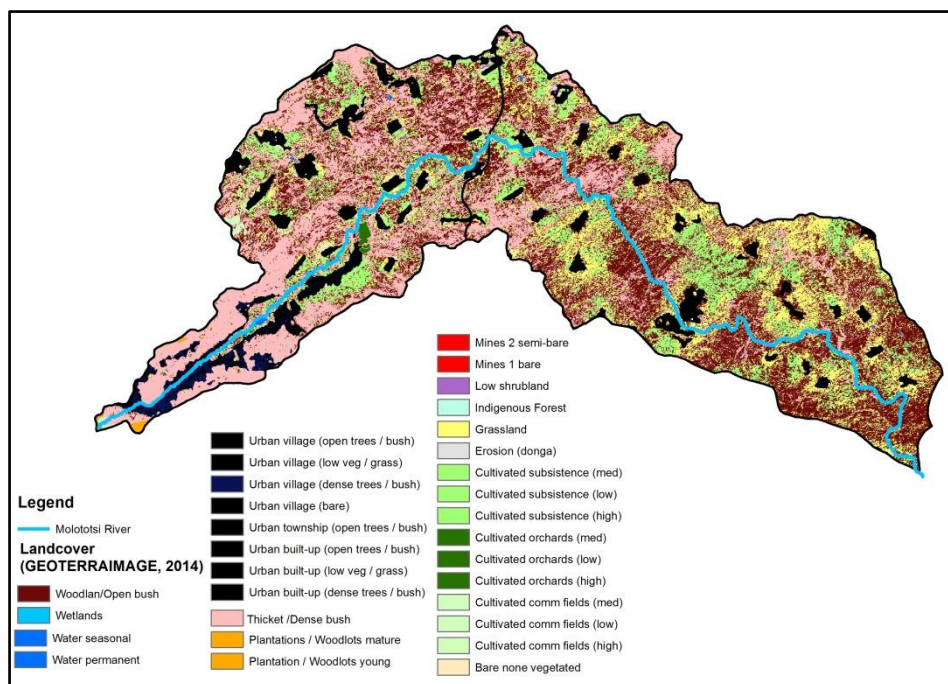 Legend
Molototsi River
Landcover
(GEOTERRAIMAGE, 2014)
Woodlan/Open bush
Wetlands
Water seasonal
Water permanent
Urban village (open trees / bush)
Urban village (low veg / grass)
Urban village (dense trees / bush)
Urban village (bare)
Urban township (open trees / bush)
Urban built-up (open trees / bush)
Urban built-up (low veg / grass)
Urban built-up (dense trees / bush)
Thicket /Dense bush
Plantations / Woodlots mature
Plantation / Woodlots young
Mines 2 semi-bare
Mines 1 bare
Low shrubland
Indigenous Forest
Grassland
Erosion (donga)
Cultivated subsistence (med)
Cultivated subsistence (low)
Cultivated subsistence (high)
Cultivated orchards (med)
Cultivated orchards (low)
Cultivated orchards (high)
Cultivated comm fields (med)
Cultivated comm fields (low)
Cultivated comm fields (high)
Bare none vegetated